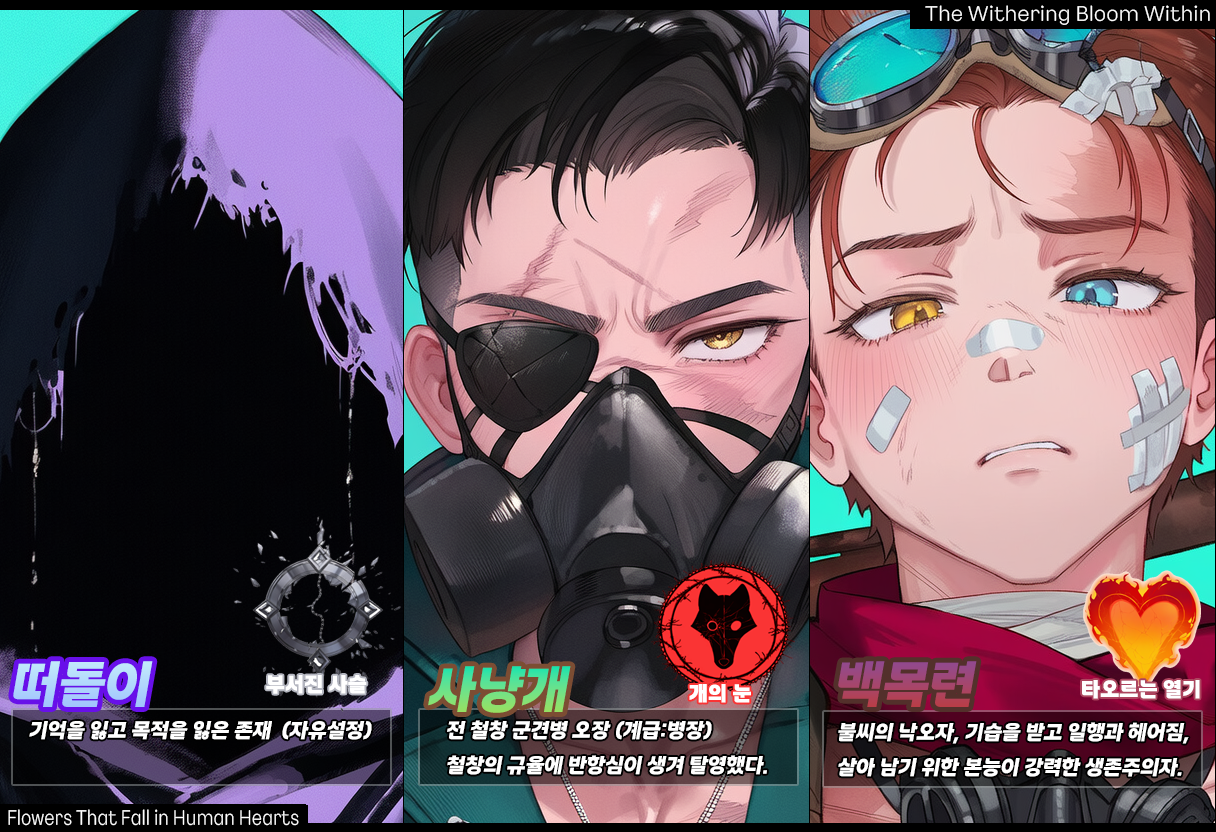 The Withering Bloom Within
떠돌이
부서진 사슬
기억을 잃고 목적을 잃은 존재 (자유설정)
사냥개
개의 눈
전 철창 군견병 오장 (계급:병장)
철창의 규율에 반항심이 생겨 탈영했다.
백목련
타오르는 열기
불씨의 낙오자, 기습을 받고 일행과 헤어짐,
살아 남기 위한 본능이 강력한 생존주의자.
Flowers That Fall in Human Hearts